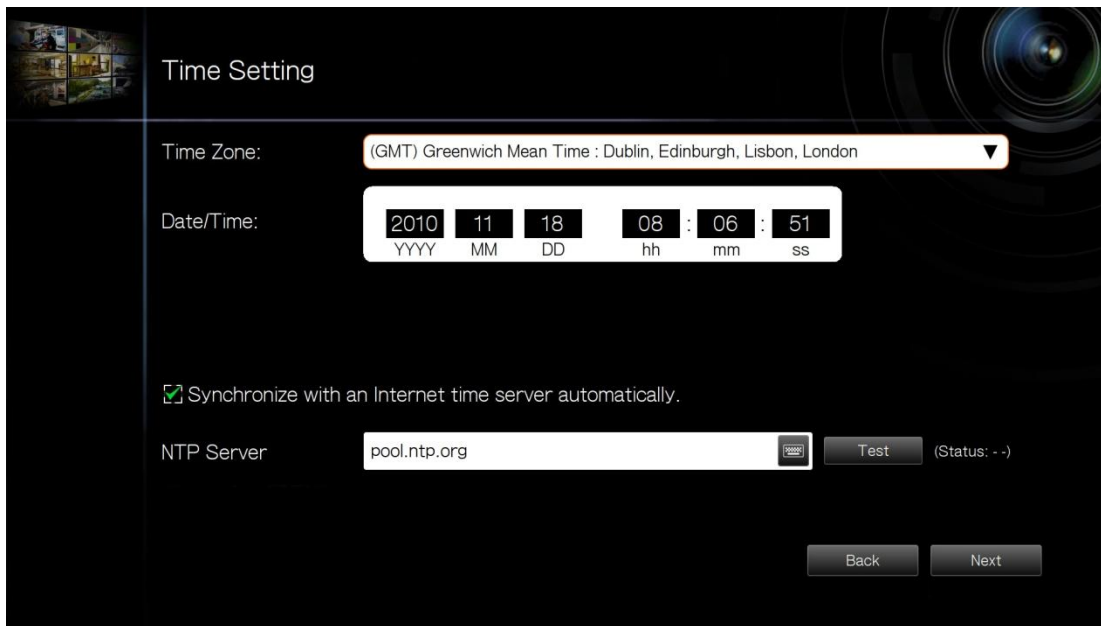 Time Setting
Time Zone: (GMT) Greenwich Mean Time : Dublin, Edinburgh, Lisbon, London
Date/Time: 2010 11 18 08 : 06 : 51
YYYY MM DD hh mm ss
Synchronize with an Internet time server automatically.
NTP Server pool.ntp.org Test (Status: - -)
Back Next